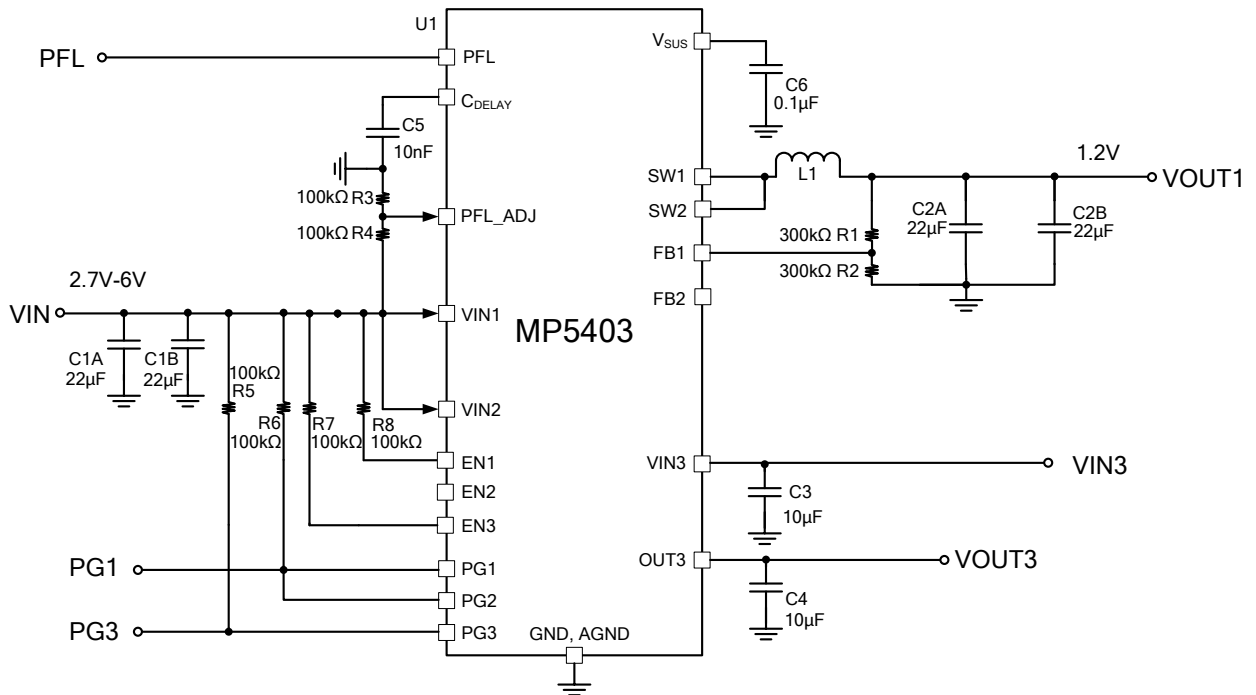 U1
PFL
PFL
VSUS
C6
0.1µF
CDELAY
C5
10nF
100kΩ R3
PFL_ADJ
100kΩ R4
SW1
L1
1.2V
VOUT1
SW2
C2A
22µF
C2B
22µF
300kΩ R1
FB1
300kΩ R2
FB2
2.7V-6V
VIN
VIN1
MP5403
C1A
22µF
C1B
22µF
100kΩ
R5
VIN2
R6
100kΩ
R7
100kΩ
R8
100kΩ
EN1
VIN3
VIN3
EN2
C3
10µF
EN3
OUT3
VOUT3
PG1
PG1
C4
10µF
PG2
PG3
PG3
GND, AGND